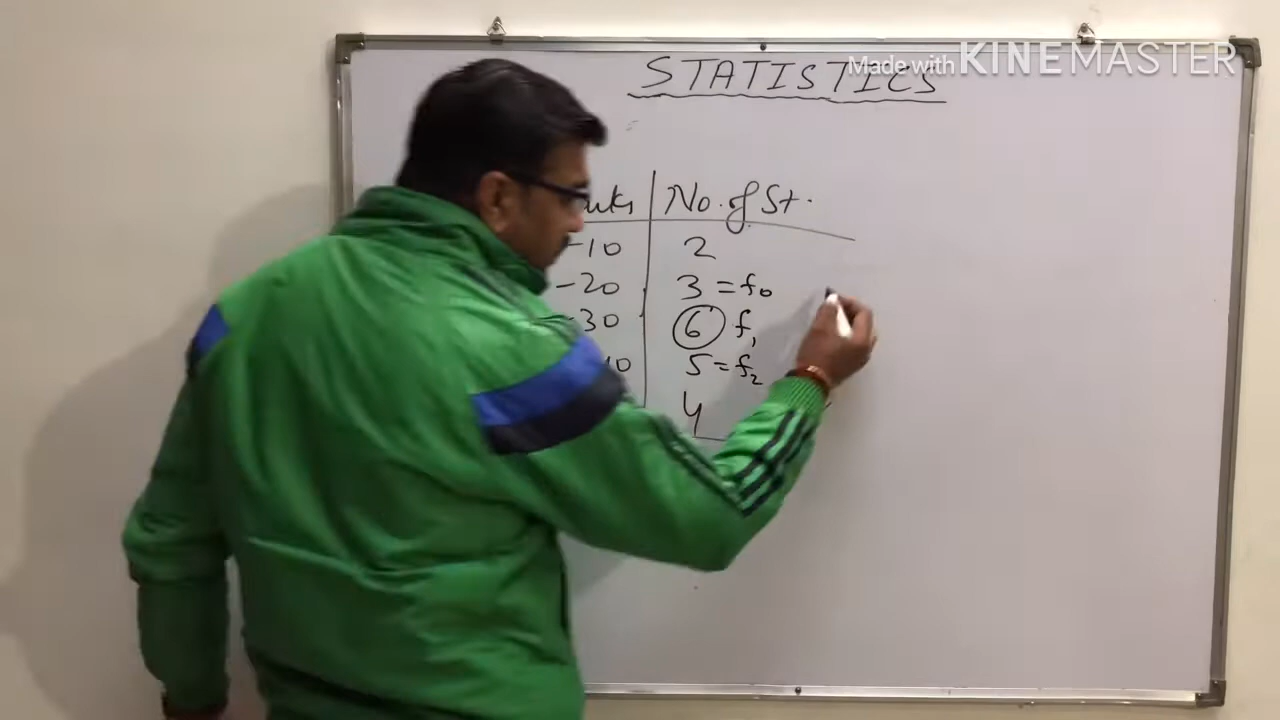 Made with KINEMASTER
STATISTICS
No. of St.
-10 2
-20 3 = f₀
-30 6 f₁
5 = f₂
4